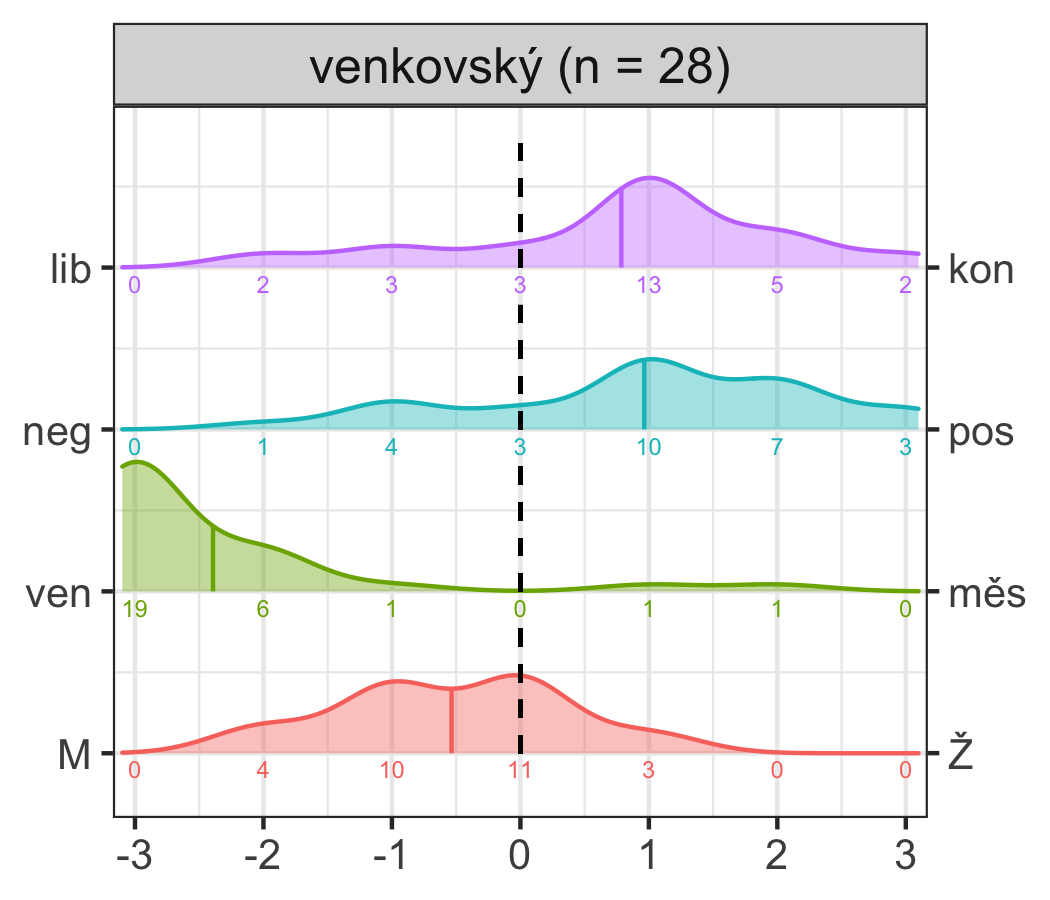 venkovský (n = 28)
lib kon
0 2 3 3 13 5 2
neg pos
0 1 4 3 10 7 3
ven měs
19 6 1 0 1 1 0
M Ž
0 4 10 11 3 0 0
-3 -2 -1 0 1 2 3